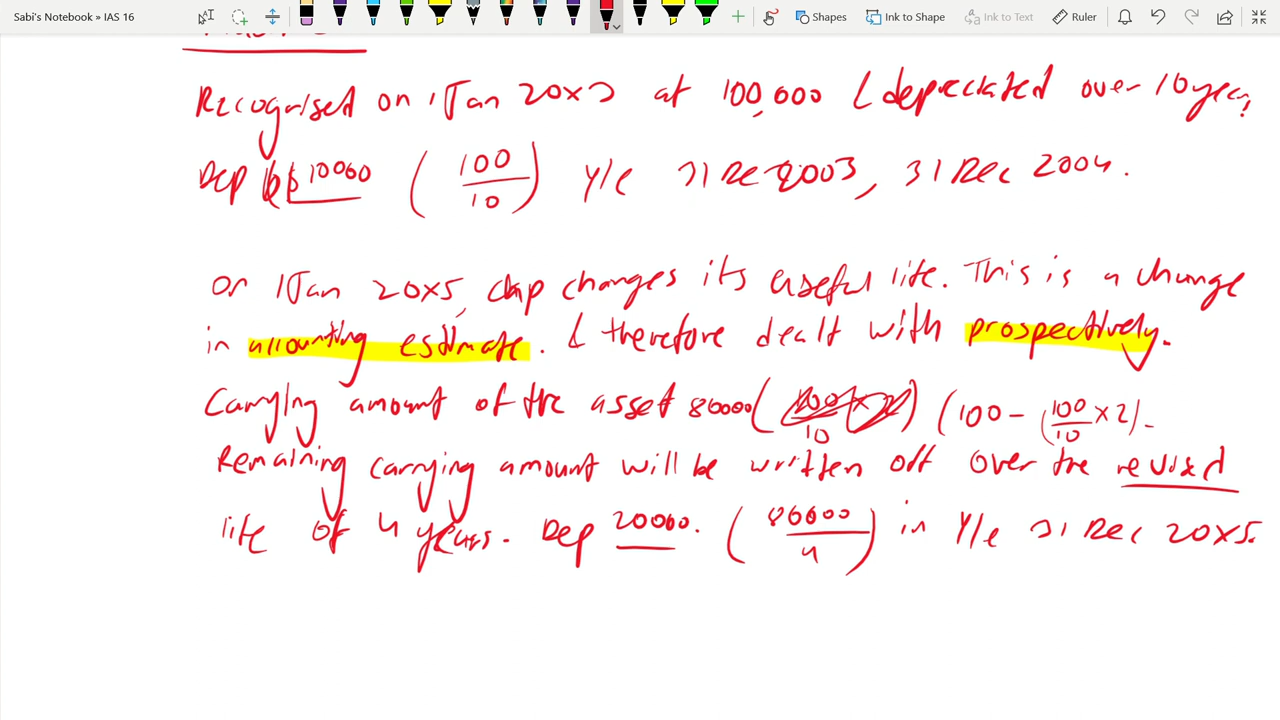 Sabi's Notebook » IAS 16
Shapes
Ink to Shape
Ink to Text
Ruler
Recognised on 1 Jan 20x3 at 100,000 (depreciated over 10 years
Dep 10000 ( 100 / 10 ) Y/e 31 Dec 2003, 31 Dec 2004.
On 1 Jan 20x5, changes its useful life. This is a change
in accounting estimate. & therefore dealt with prospectively.
Carrying amount of the asset 80000 (100 - (100/10 x 2).
Remaining carrying amount will be written off over the revised
life of 4 years. Dep 20000. ( 80000 / 4 ) in Y/e 31 Dec 20x5.